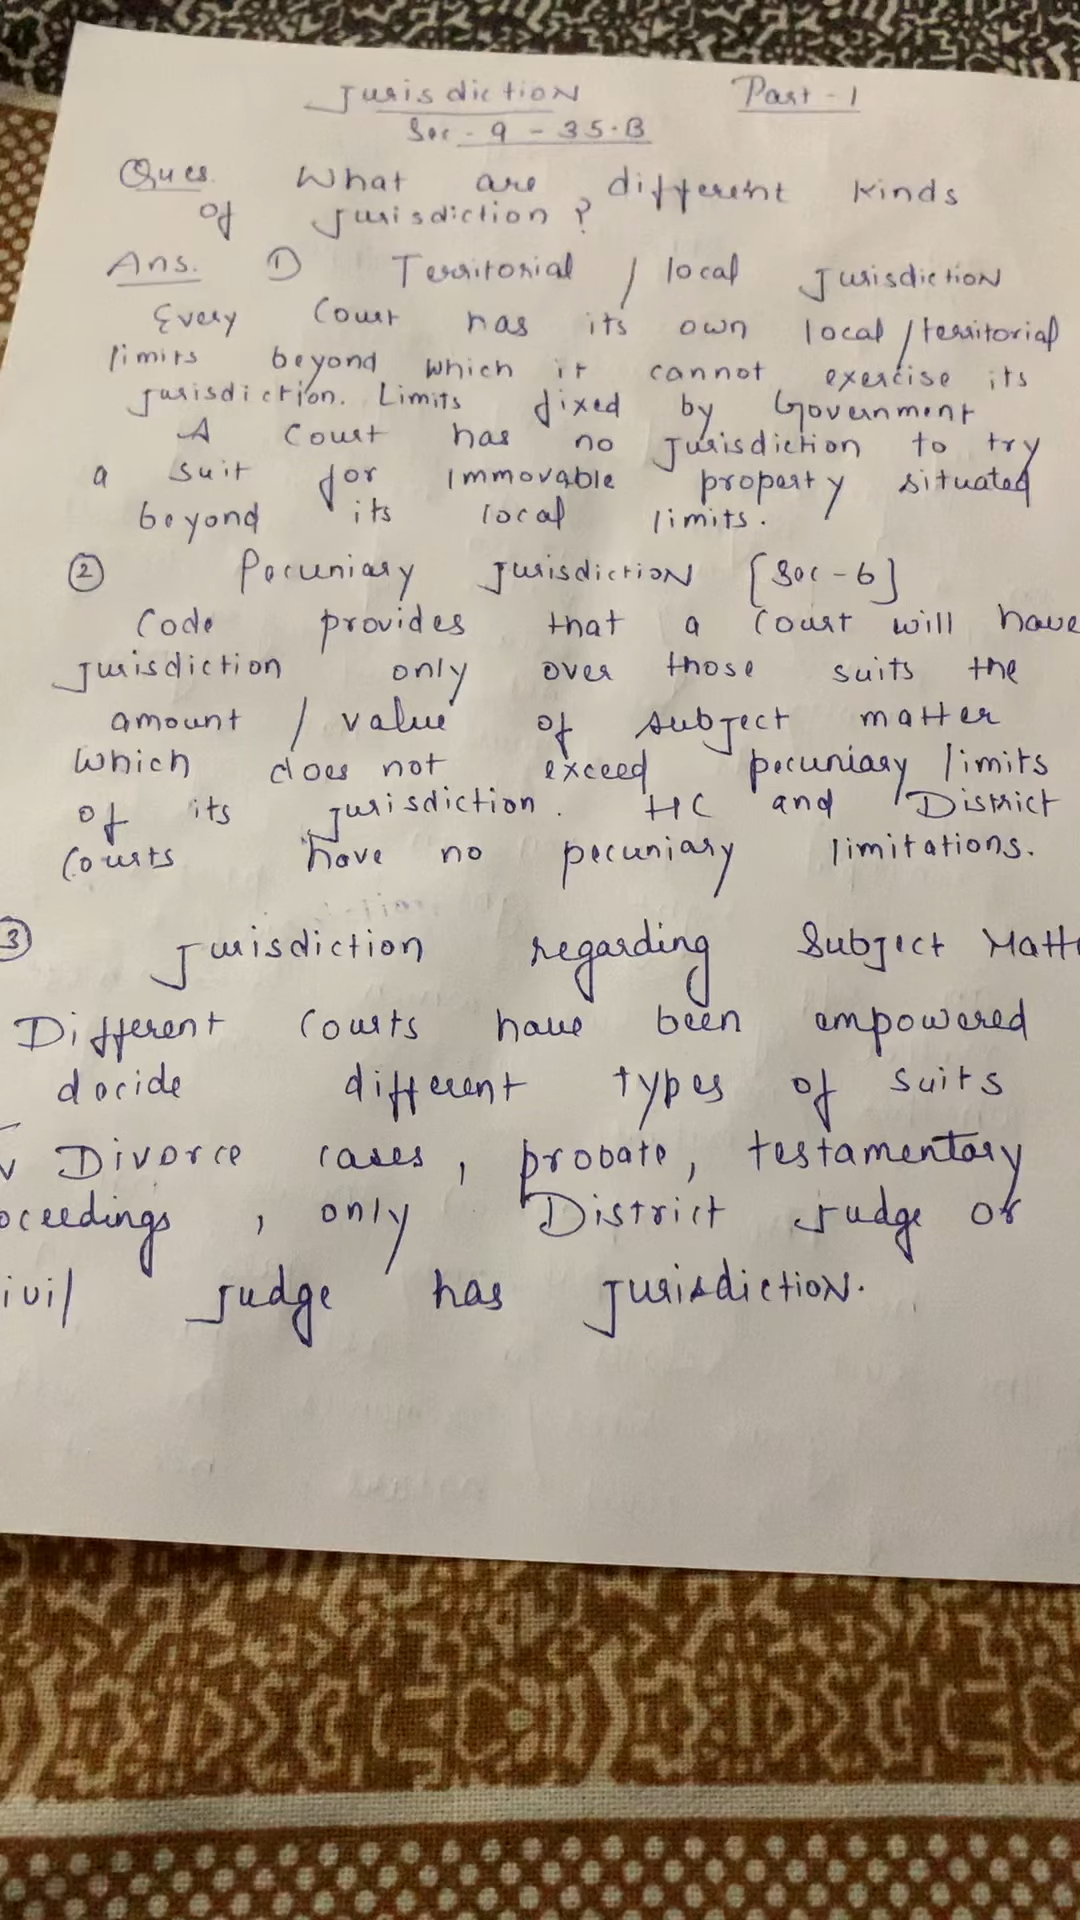 Jurisdiction Part - 1
Sec - 9 - 35-B
Ques. What are different kinds
of Jurisdiction ?
Ans. 1 Territorial / local Jurisdiction
Every Court has its own local / territorial
limits beyond which it cannot exercise its
jurisdiction. Limits fixed by Government
A Court has no Jurisdiction to try
a suit for immovable property situated
beyond its local limits.
2 Pecuniary Jurisdiction [Sec - 6]
Code provides that a Court will have
Jurisdiction only over those suits the
amount / value of subject matter
which does not exceed pecuniary limits
of its Jurisdiction. HC and District
Courts have no pecuniary limitations.
3 Jurisdiction regarding Subject Matt
Different Courts have been empowered
decide different types of suits
Divorce cases, probate, testamentary
oceedings, only District Judge or
ivil Judge has Jurisdiction.